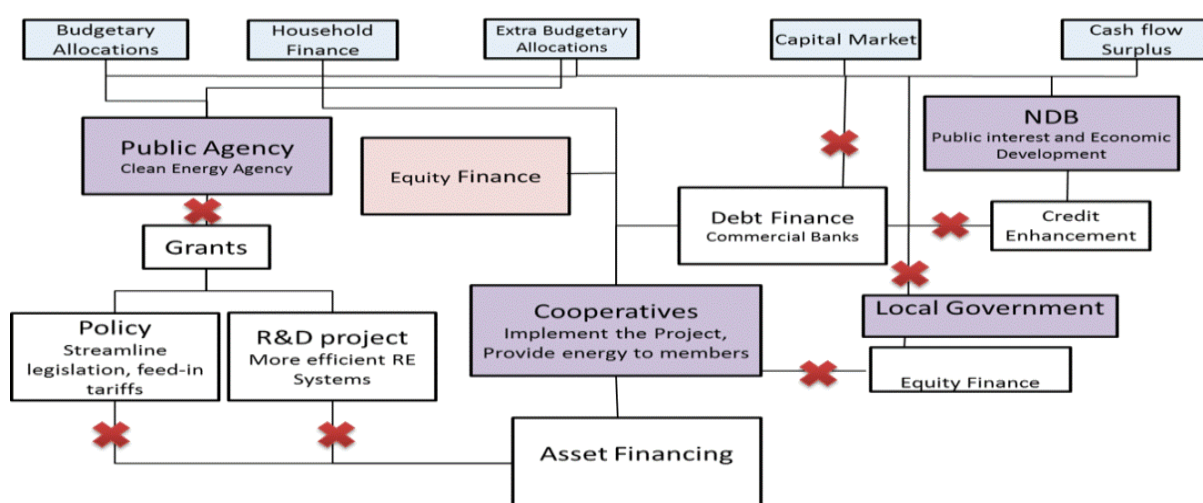 Budgetary
Allocations
Household
Finance
Extra Budgetary
Allocations
Capital Market
Cash flow
Surplus
Public Agency
Clean Energy Agency
Equity Finance
NDB
Public interest and Economic
Development
Debt Finance
Commercial Banks
Credit
Enhancement
Grants
Policy
Streamline
legislation, feed-in
tariffs
R&D project
More efficient RE
Systems
Cooperatives
Implement the Project,
Provide energy to members
Local Government
Equity Finance
Asset Financing